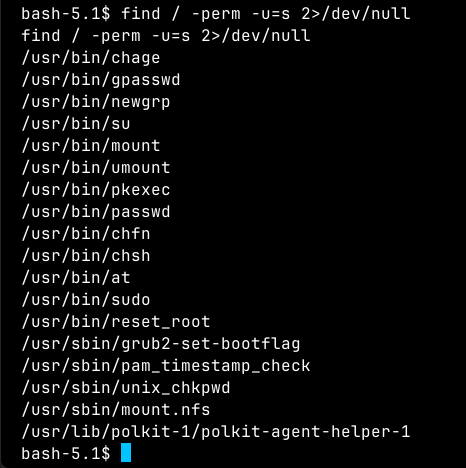 bash-5.1$ find / -perm -u=s 2>/dev/null
find / -perm -u=s 2>/dev/null
/usr/bin/chage
/usr/bin/gpasswd
/usr/bin/newgrp
/usr/bin/su
/usr/bin/mount
/usr/bin/umount
/usr/bin/pkexec
/usr/bin/passwd
/usr/bin/chfn
/usr/bin/chsh
/usr/bin/at
/usr/bin/sudo
/usr/bin/reset_root
/usr/sbin/grub2-set-bootflag
/usr/sbin/pam_timestamp_check
/usr/sbin/unix_chkpwd
/usr/sbin/mount.nfs
/usr/lib/polkit-1/polkit-agent-helper-1
bash-5.1$